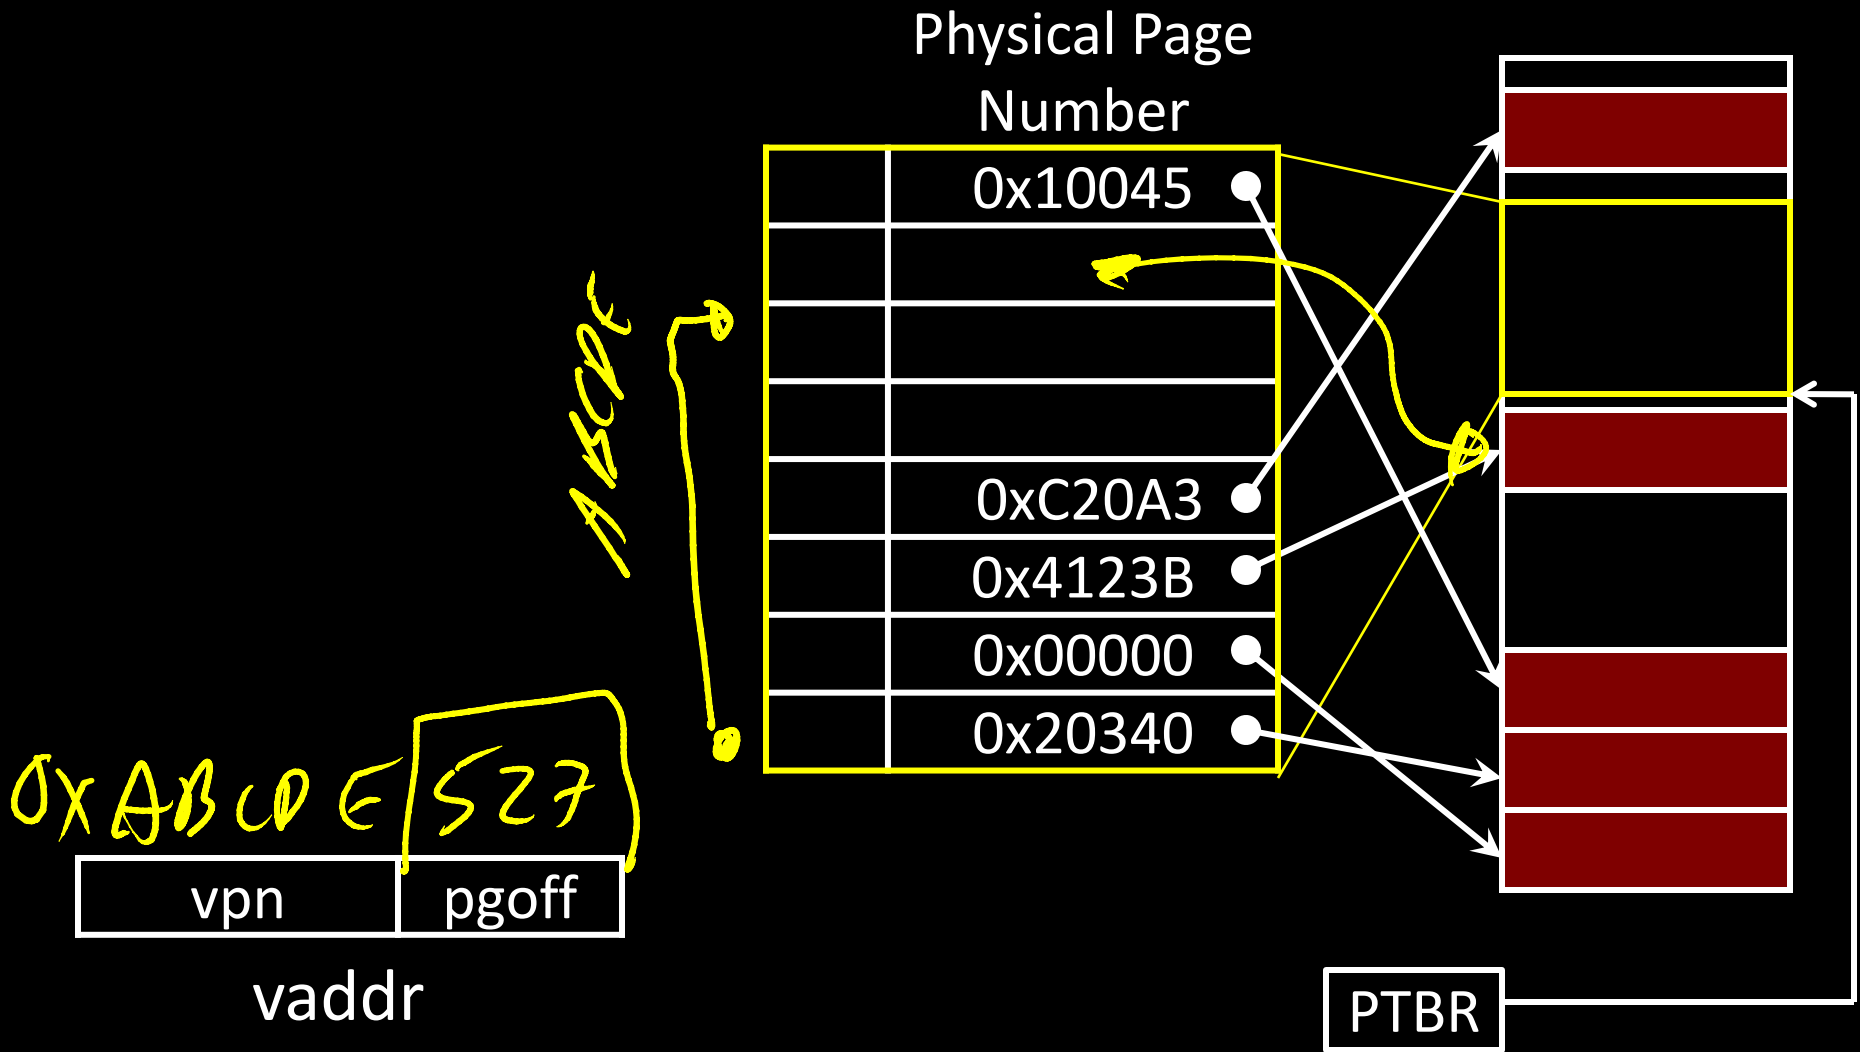 Physical Page
Number
0x10045
ABCDE
0xC20A3
0x4123B
0x00000
0x20340
0xABCDE 527
vpn pgoff
vaddr
PTBR